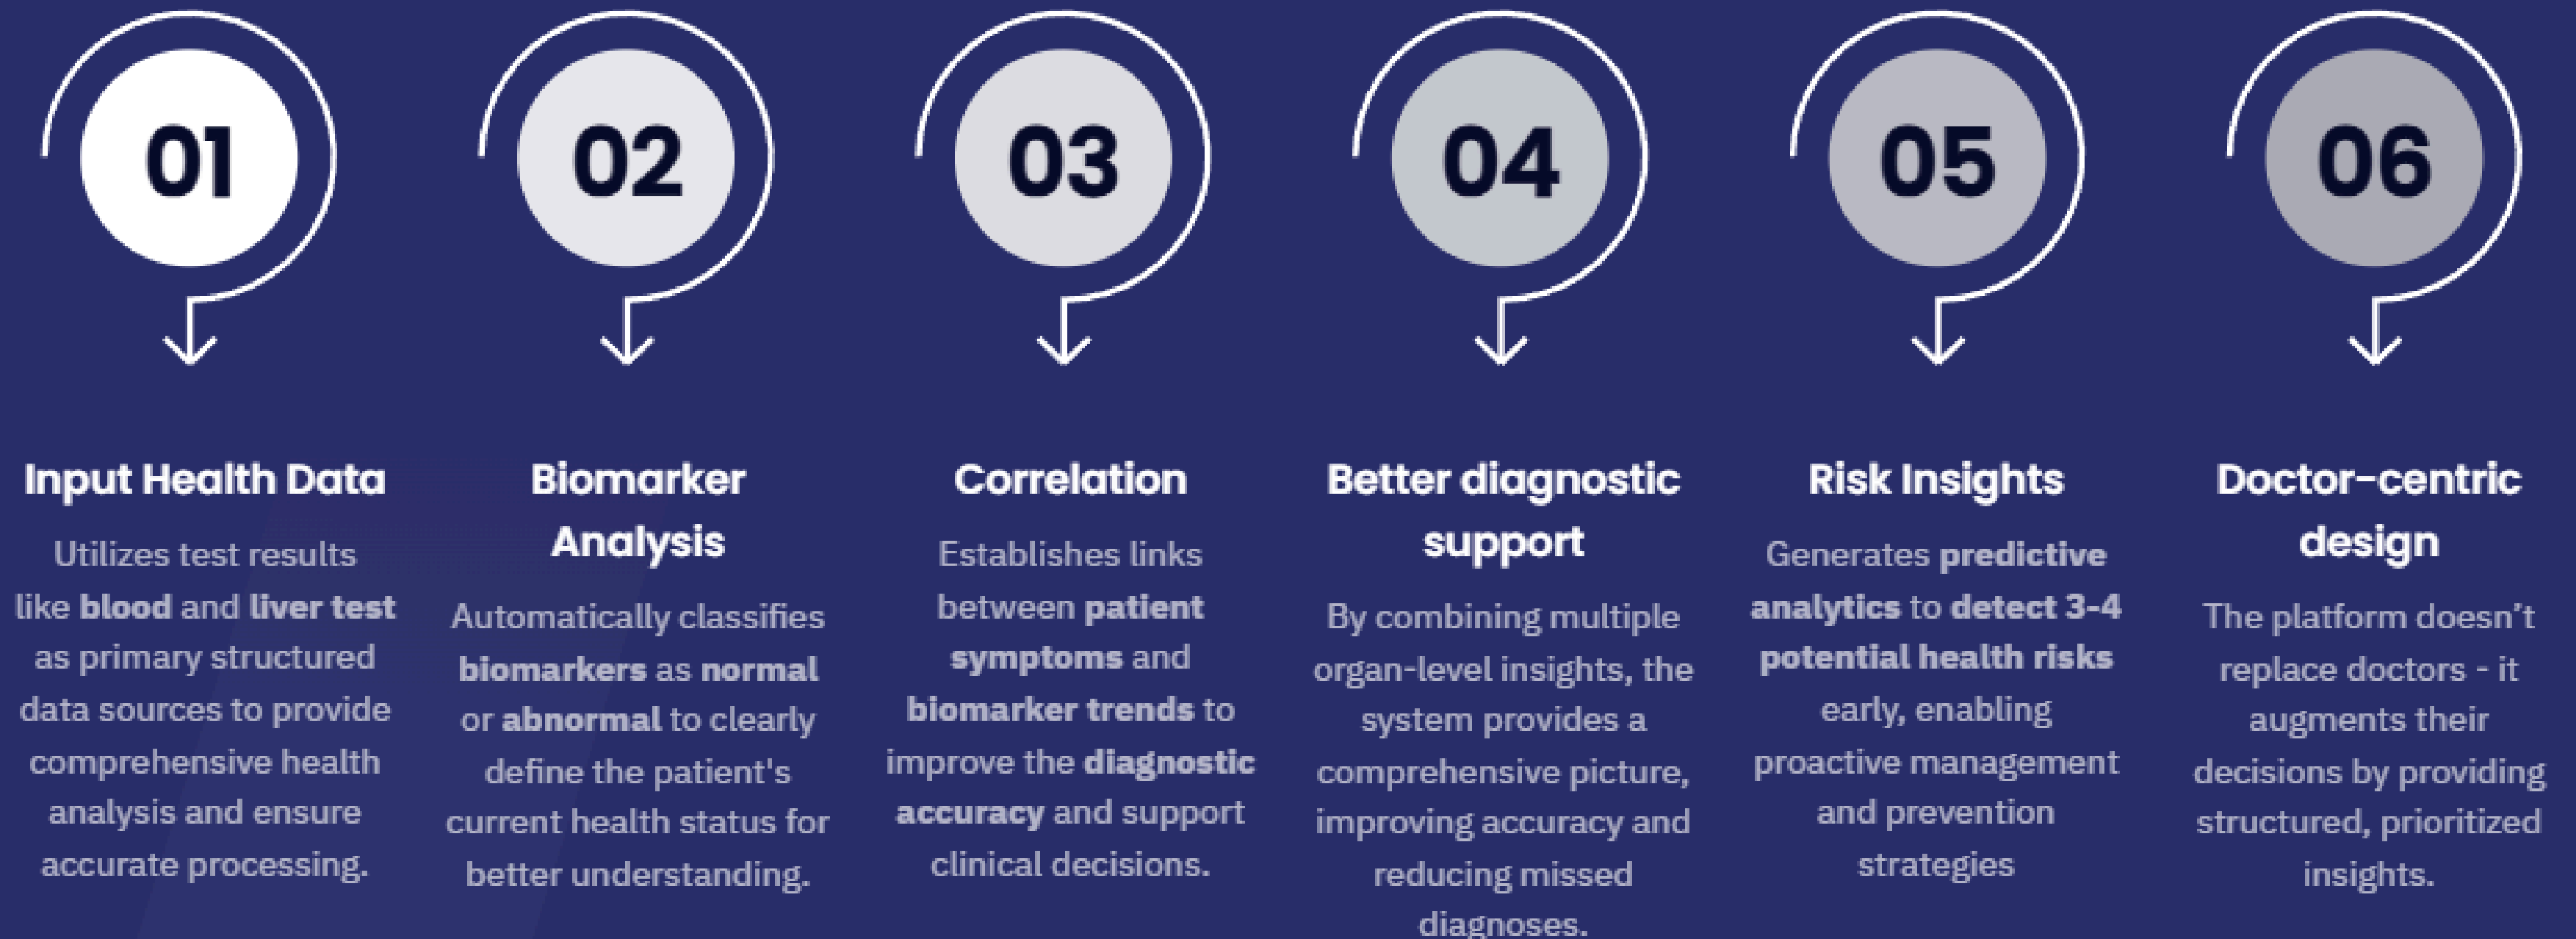 01
Input Health Data
Utilizes test results
like blood and liver test
as primary structured
data sources to provide
comprehensive health
analysis and ensure
accurate processing.
02
Biomarker
Analysis
Automatically classifies
biomarkers as normal
or abnormal to clearly
define the patient's
current health status for
better understanding.
03
Correlation
Establishes links
between patient
symptoms and
biomarker trends to
improve the diagnostic
accuracy and support
clinical decisions.
04
Better diagnostic
support
By combining multiple
organ-level insights, the
system provides a
comprehensive picture,
improving accuracy and
reducing missed
diagnoses.
05
Risk Insights
Generates predictive
analytics to detect 3-4
potential health risks
early, enabling
proactive management
and prevention
strategies
06
Doctor-centric
design
The platform doesn’t
replace doctors - it
augments their
decisions by providing
structured, prioritized
insights.